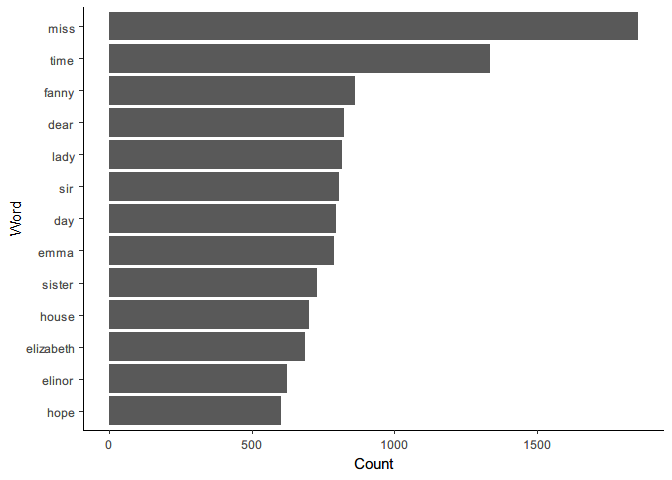 miss
time
fanny
dear
lady
sir
day
emma
sister
house
elizabeth
elinor
hope
Word
0 500 1000 1500
Count